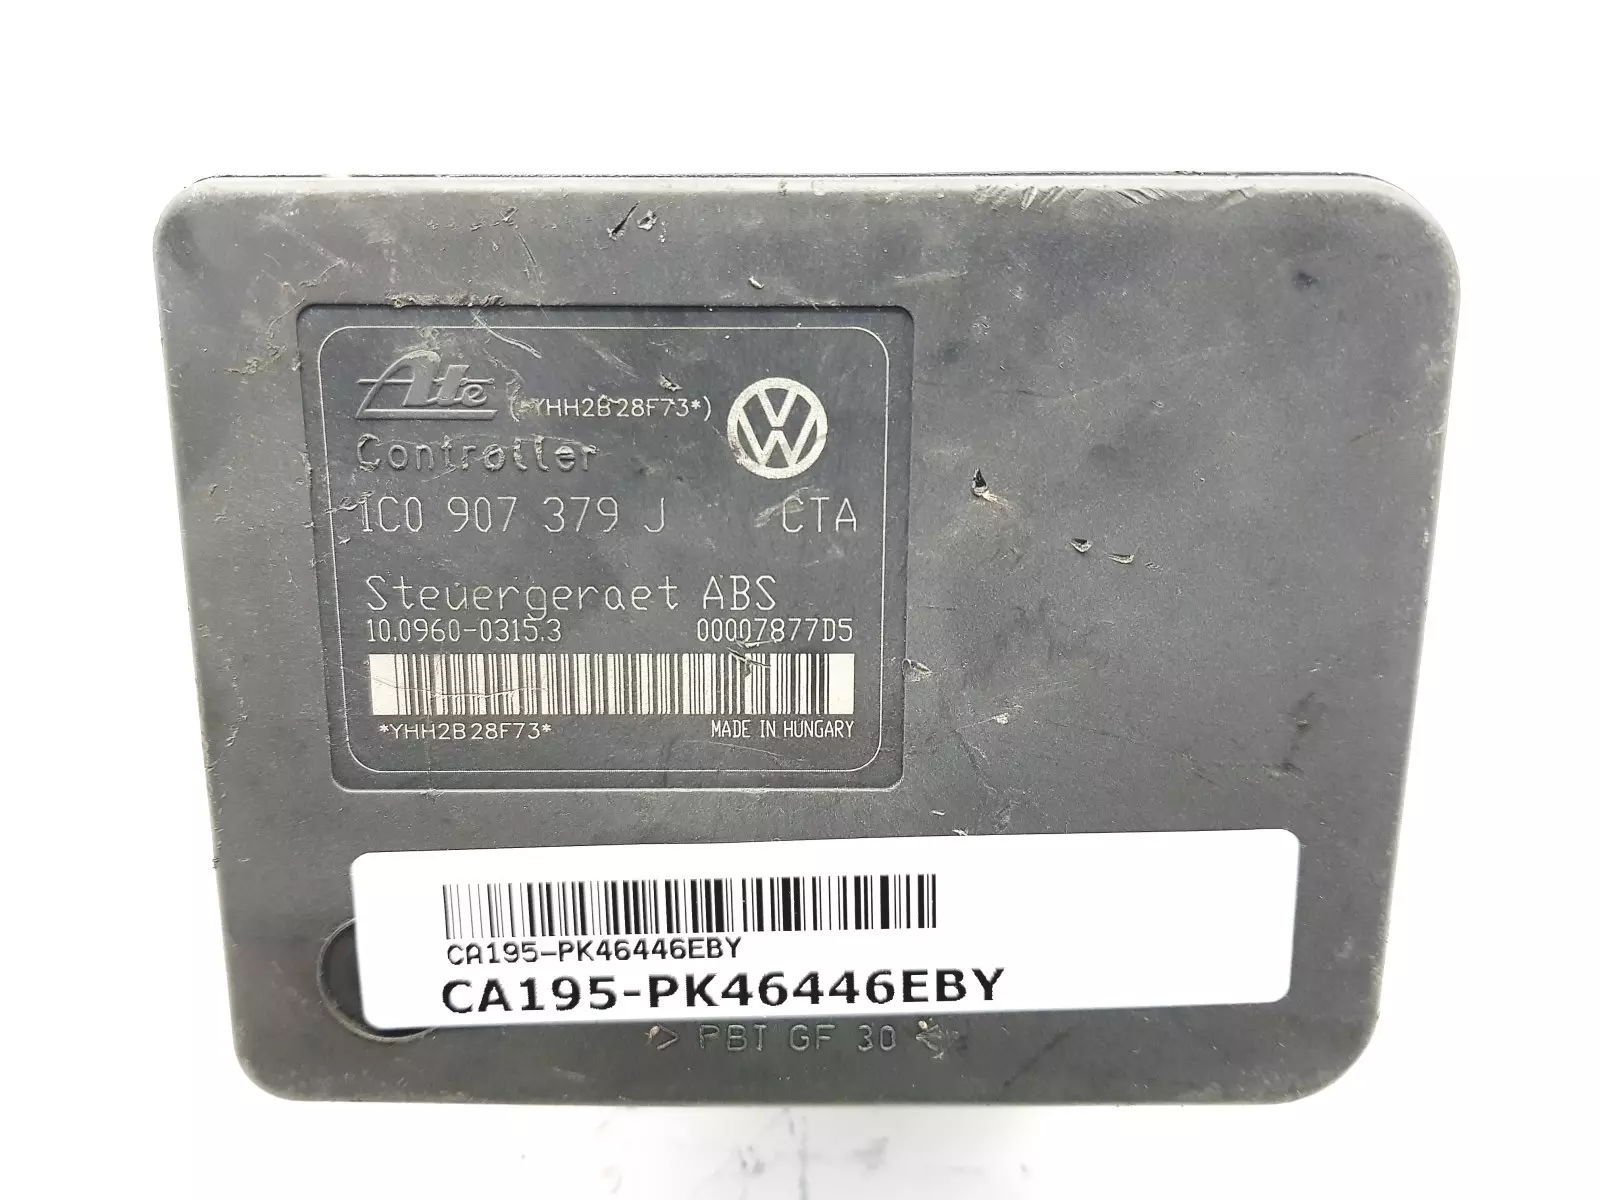 Ate (*YHH2B28F73*)
Controller
1C0 907 379 J CTA
Steuergeraet ABS
10.0960-0315.3 00007877D5
*YHH2B28F73* MADE IN HUNGARY
CA195-PK46446EBY
CA195-PK46446EBY
> PBT GF 30 <